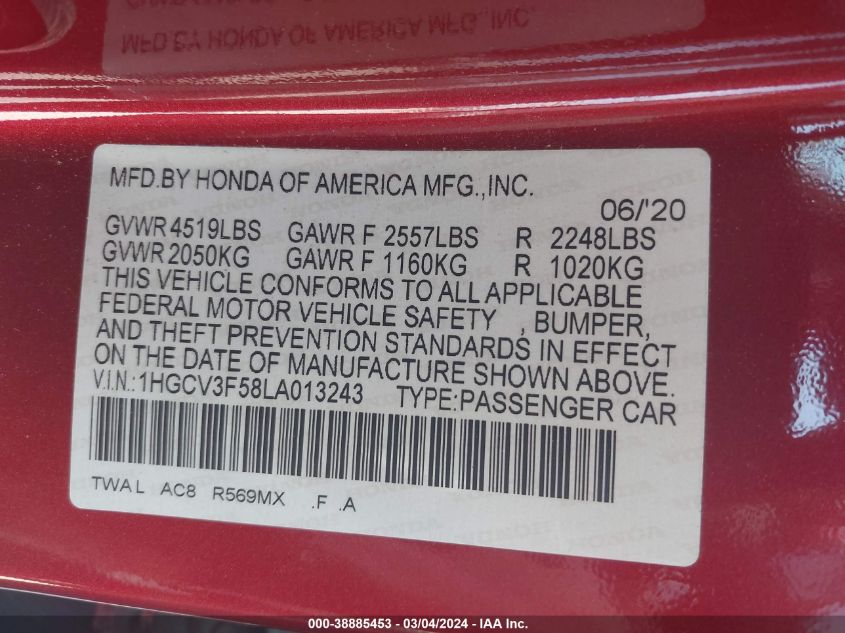 MFD.BY HONDA OF AMERICA MFG.,INC.
MFD.BY HONDA OF AMERICA MFG.,INC.
06/'20
GVWR 4519LBS GAWR F 2557LBS R 2248LBS
GVWR 2050KG GAWR F 1160KG R 1020KG
THIS VEHICLE CONFORMS TO ALL APPLICABLE
FEDERAL MOTOR VEHICLE SAFETY , BUMPER,
AND THEFT PREVENTION STANDARDS IN EFFECT
ON THE DATE OF MANUFACTURE SHOWN ABOVE.
V.I.N.:1HGCV3F58LA013243 TYPE:PASSENGER CAR
TWAL AC8 R569MX .F .A
000-38885453 - 03/04/2024 - IAA Inc.